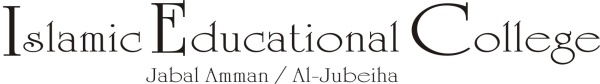 Islamic Educational College
Jabal Amman / Al-Jubeiha